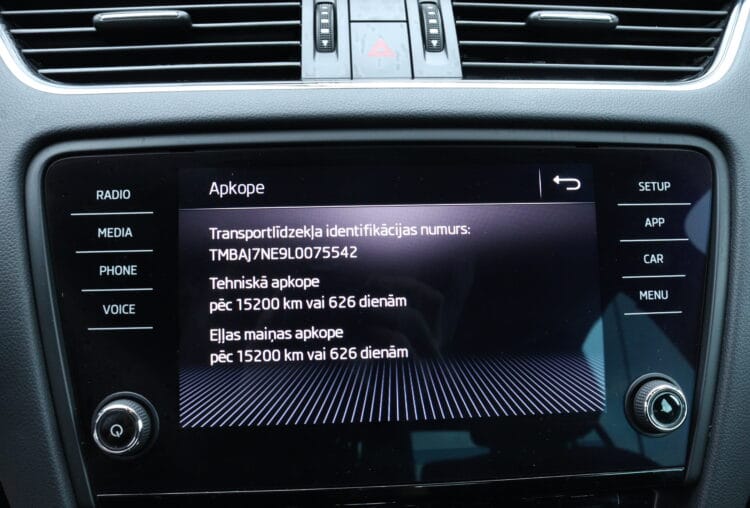 RADIO
MEDIA
PHONE
VOICE
Apkope
Transportlīdzekļa identifikācijas numurs:
TMBAJ7NE9L0075542
Tehniskā apkope
pēc 15200 km vai 626 dienām
Eļļas maiņas apkope
pēc 15200 km vai 626 dienām
SETUP
APP
CAR
MENU